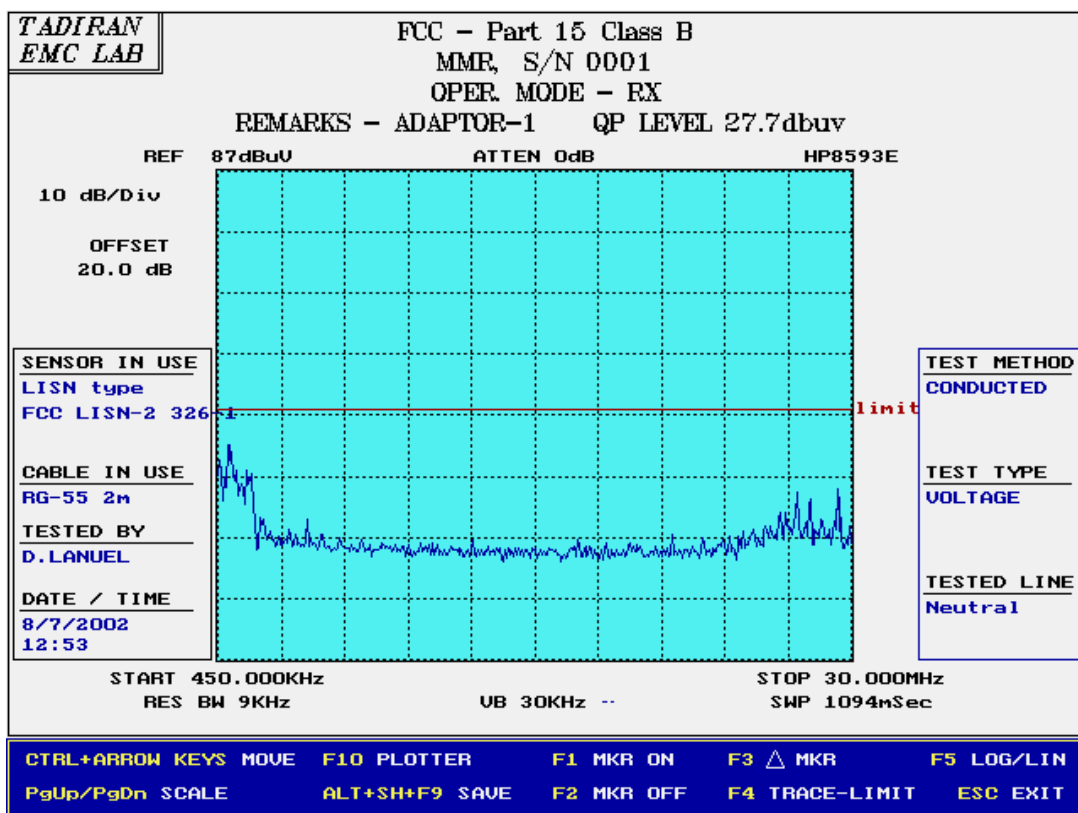 TADIRAN
EMC LAB
FCC - Part 15 Class B
MMR, S/N 0001
OPER. MODE - RX
REMARKS - ADAPTOR-1 QP LEVEL 27.7dbuv
REF 87dBuV ATTEN 0dB HP8593E
10 dB/Div
OFFSET
20.0 dB
SENSOR IN USE
LISN type
FCC LISN-2 326-1
CABLE IN USE
RG-55 2m
TESTED BY
D.LANUEL
DATE / TIME
8/7/2002
12:53
limit
TEST METHOD
CONDUCTED
TEST TYPE
VOLTAGE
TESTED LINE
Neutral
START 450.000KHz STOP 30.000MHz
RES BW 9KHz VB 30KHz -- SWP 1094mSec
CTRL+ARROW KEYS MOVE F10 PLOTTER F1 MKR ON F3 △ MKR F5 LOG/LIN
PgUp/PgDn SCALE ALT+SH+F9 SAVE F2 MKR OFF F4 TRACE-LIMIT ESC EXIT